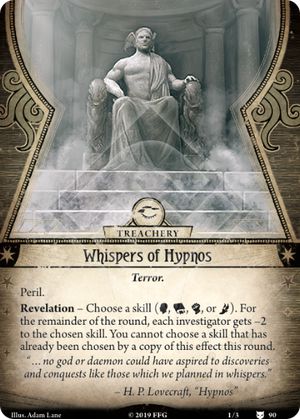 TREACHERY
Whispers of Hypnos
Terror.
Peril.
Revelation – Choose a skill (, , , or ). For
the remainder of the round, each investigator gets –2
to the chosen skill. You cannot choose a skill that has
already been chosen by a copy of this effect this round.
“…no god or daemon could have aspired to discoveries
and conquests like those which we planned in whispers.”
– H. P. Lovecraft, “Hypnos”
Illus. Adam Lane © 2019 FFG 1/3 90